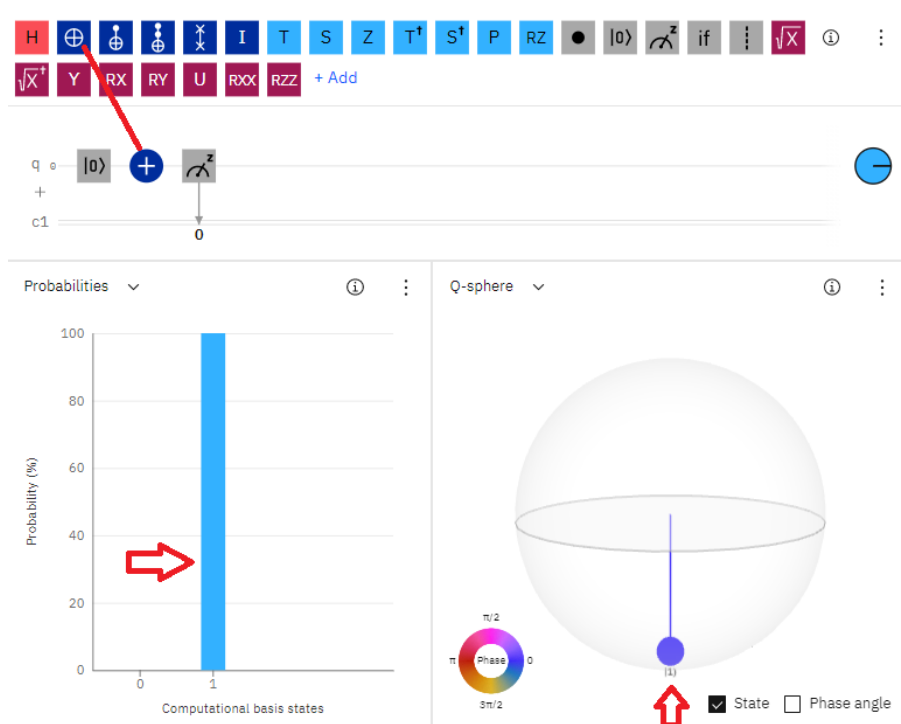 H I T S Z T† S† P RZ |0⟩ z if √X
√X† Y RX RY U RXX RZZ + Add
q 0 |0⟩ + z
+
c1
0
Probabilities
Q-sphere
100
80
60
40
20
0
Probability (%)
0 1
Computational basis states
|1⟩
π/2
π Phase 0
3π/2
State Phase angle